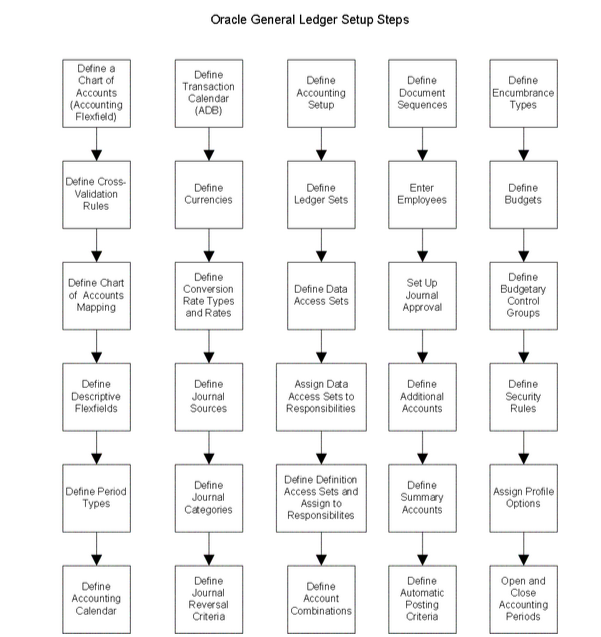 Oracle General Ledger Setup Steps
Define a
Chart of
Accounts
(Accounting
Flexfield)
Define Cross-
Validation
Rules
Define Chart
of Accounts
Mapping
Define
Descriptive
Flexfields
Define Period
Types
Define
Accounting
Calendar
Define
Transaction
Calendar
(ADB)
Define
Currencies
Define
Conversion
Rate Types
and Rates
Define
Journal
Sources
Define
Journal
Categories
Define
Journal
Reversal
Criteria
Define
Accounting
Setup
Define
Ledger Sets
Define Data
Access Sets
Assign Data
Access Sets to
Responsibilities
Define Definition
Access Sets and
Assign to
Responsibilites
Define
Account
Combinations
Define
Document
Sequences
Enter
Employees
Set Up
Journal
Approval
Define
Additional
Accounts
Define
Summary
Accounts
Define
Automatic
Posting
Criteria
Define
Encumbrance
Types
Define
Budgets
Define
Budgetary
Control
Groups
Define
Security
Rules
Assign Profile
Options
Open and
Close
Accounting
Periods